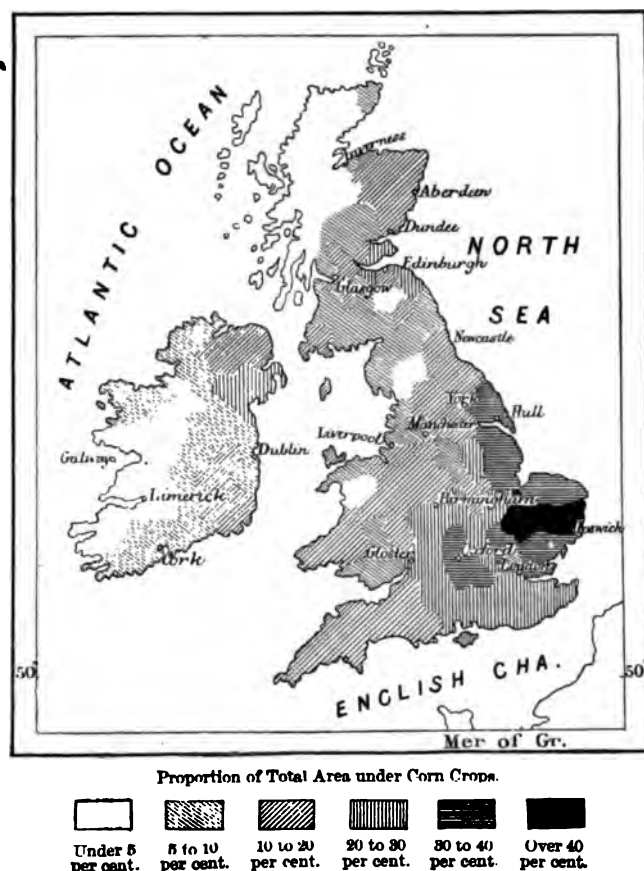 ATLANTIC OCEAN
Inverness
Aberdeen
Dundee
NORTH
Edinburgh
Glasgow
SEA
Newcastle
York
Hull
Manchester
Liverpool
Dublin
Galway
Limerick
Birmingham
Ipswich
Cork
Gloster
Oxford
London
50°
50°
ENGLISH CHA.
Mer of Gr.
Proportion of Total Area under Corn Crops.
Under 5 per cent.
5 to 10 per cent.
10 to 20 per cent.
20 to 30 per cent.
30 to 40 per cent.
Over 40 per cent.